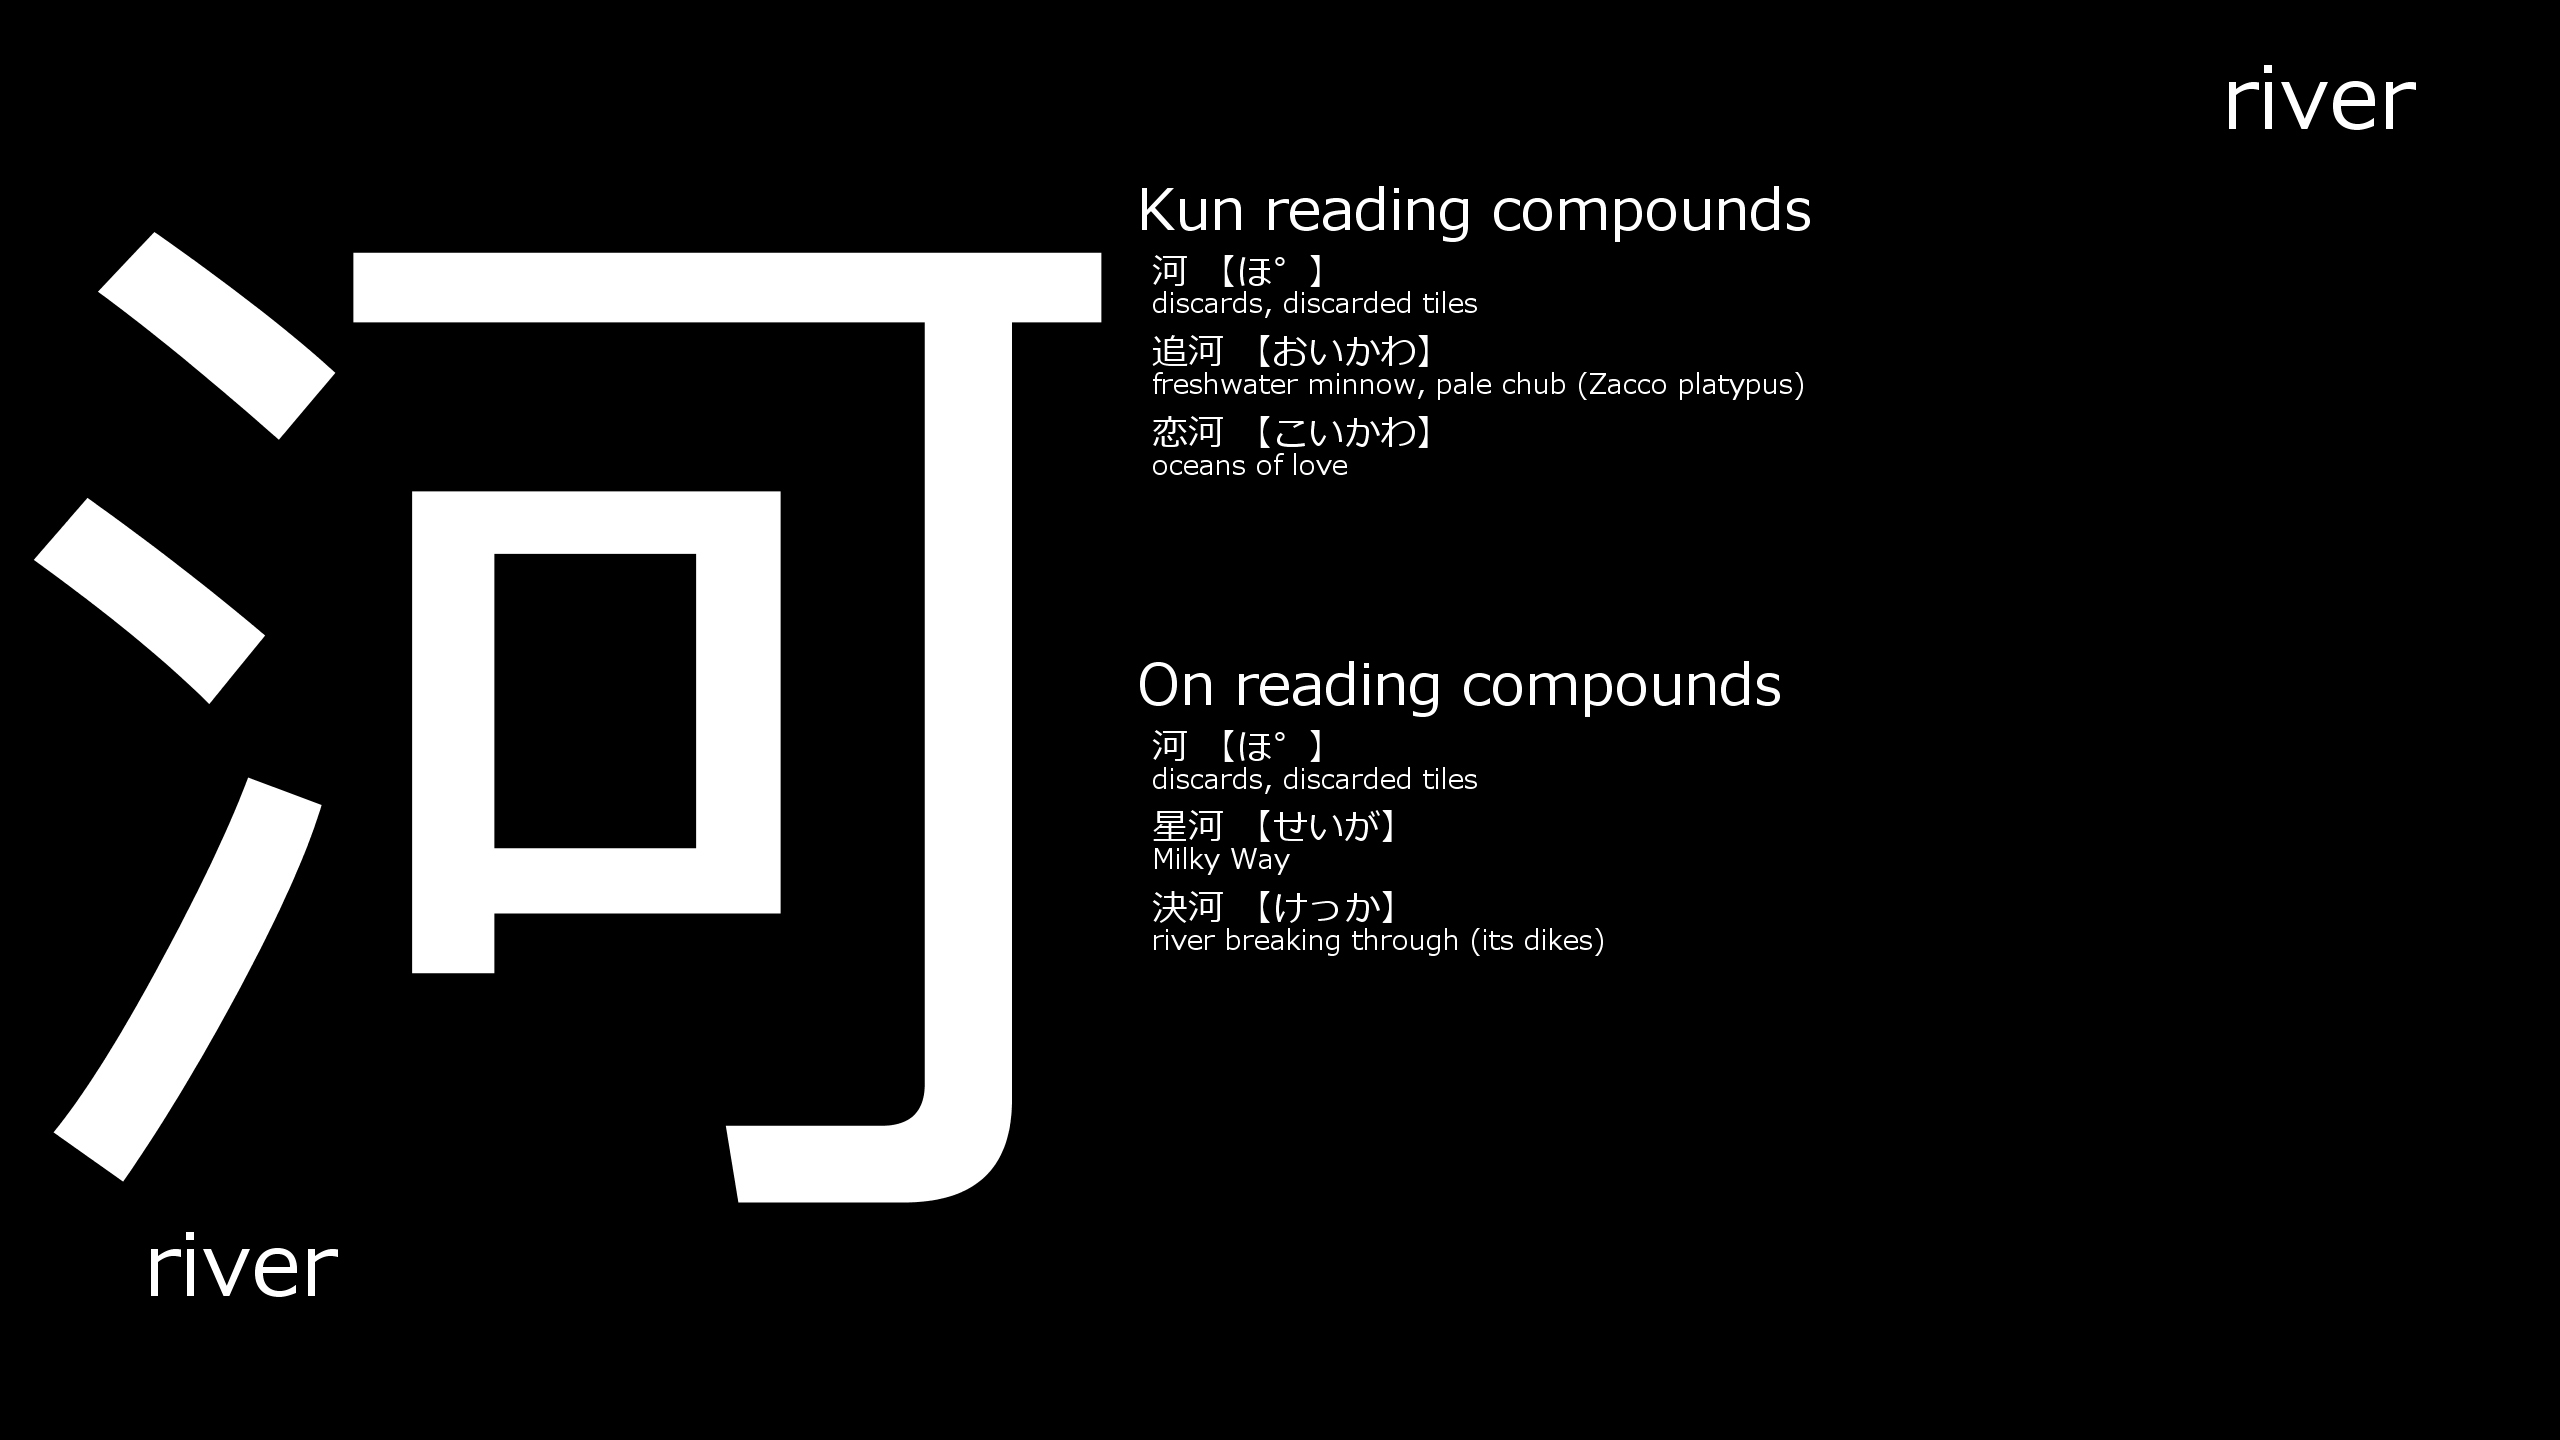 river
河
Kun reading compounds
河 【ほ゜】
discards, discarded tiles
追河 【おいかわ】
freshwater minnow, pale chub (Zacco platypus)
恋河 【こいかわ】
oceans of love
On reading compounds
河 【ほ゜】
discards, discarded tiles
星河 【せいが】
Milky Way
決河 【けっか】
river breaking through (its dikes)
river